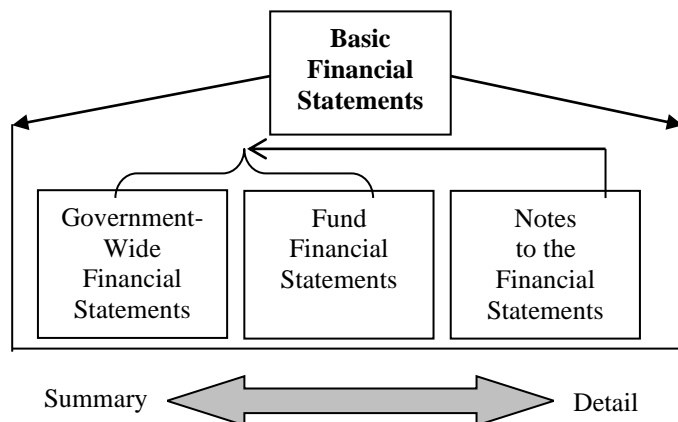 Basic
Financial
Statements
Government-
Wide
Financial
Statements
Fund
Financial
Statements
Notes
to the
Financial
Statements
Summary
Detail